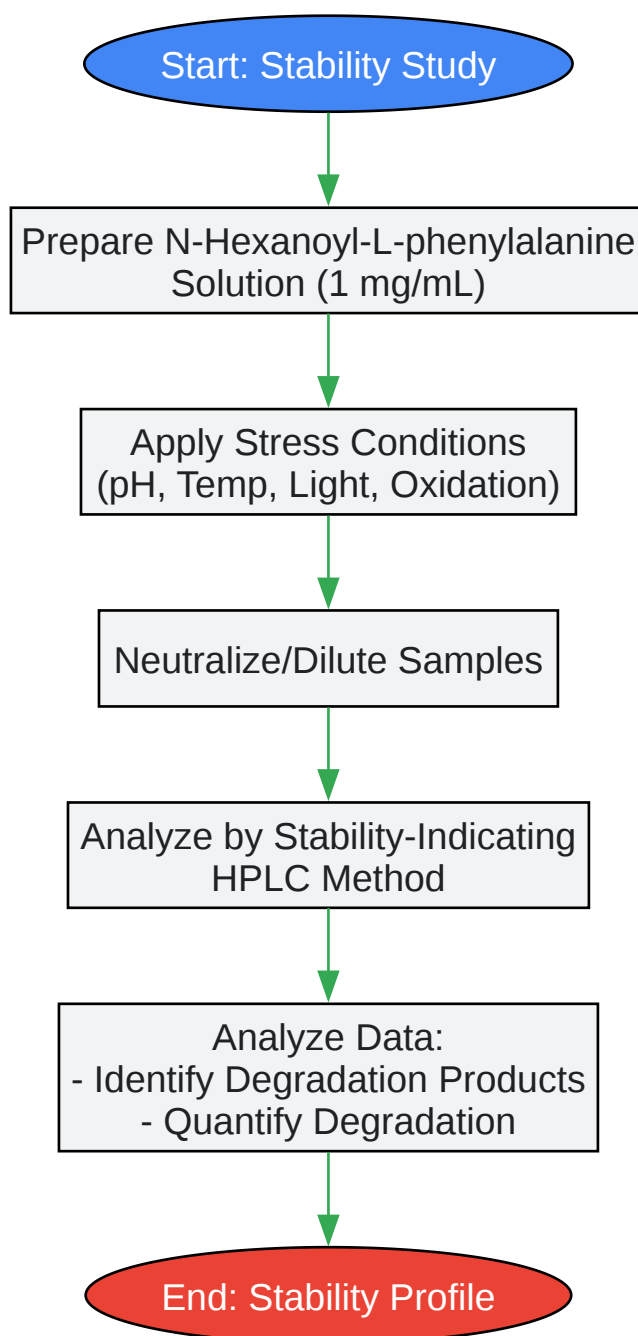 Start: Stability Study
Prepare N-Hexanoyl-L-phenylalanine
Solution (1 mg/mL)
Apply Stress Conditions
(pH, Temp, Light, Oxidation)
Neutralize/Dilute Samples
Analyze by Stability-Indicating
HPLC Method
Analyze Data:
- Identify Degradation Products
- Quantify Degradation
End: Stability Profile